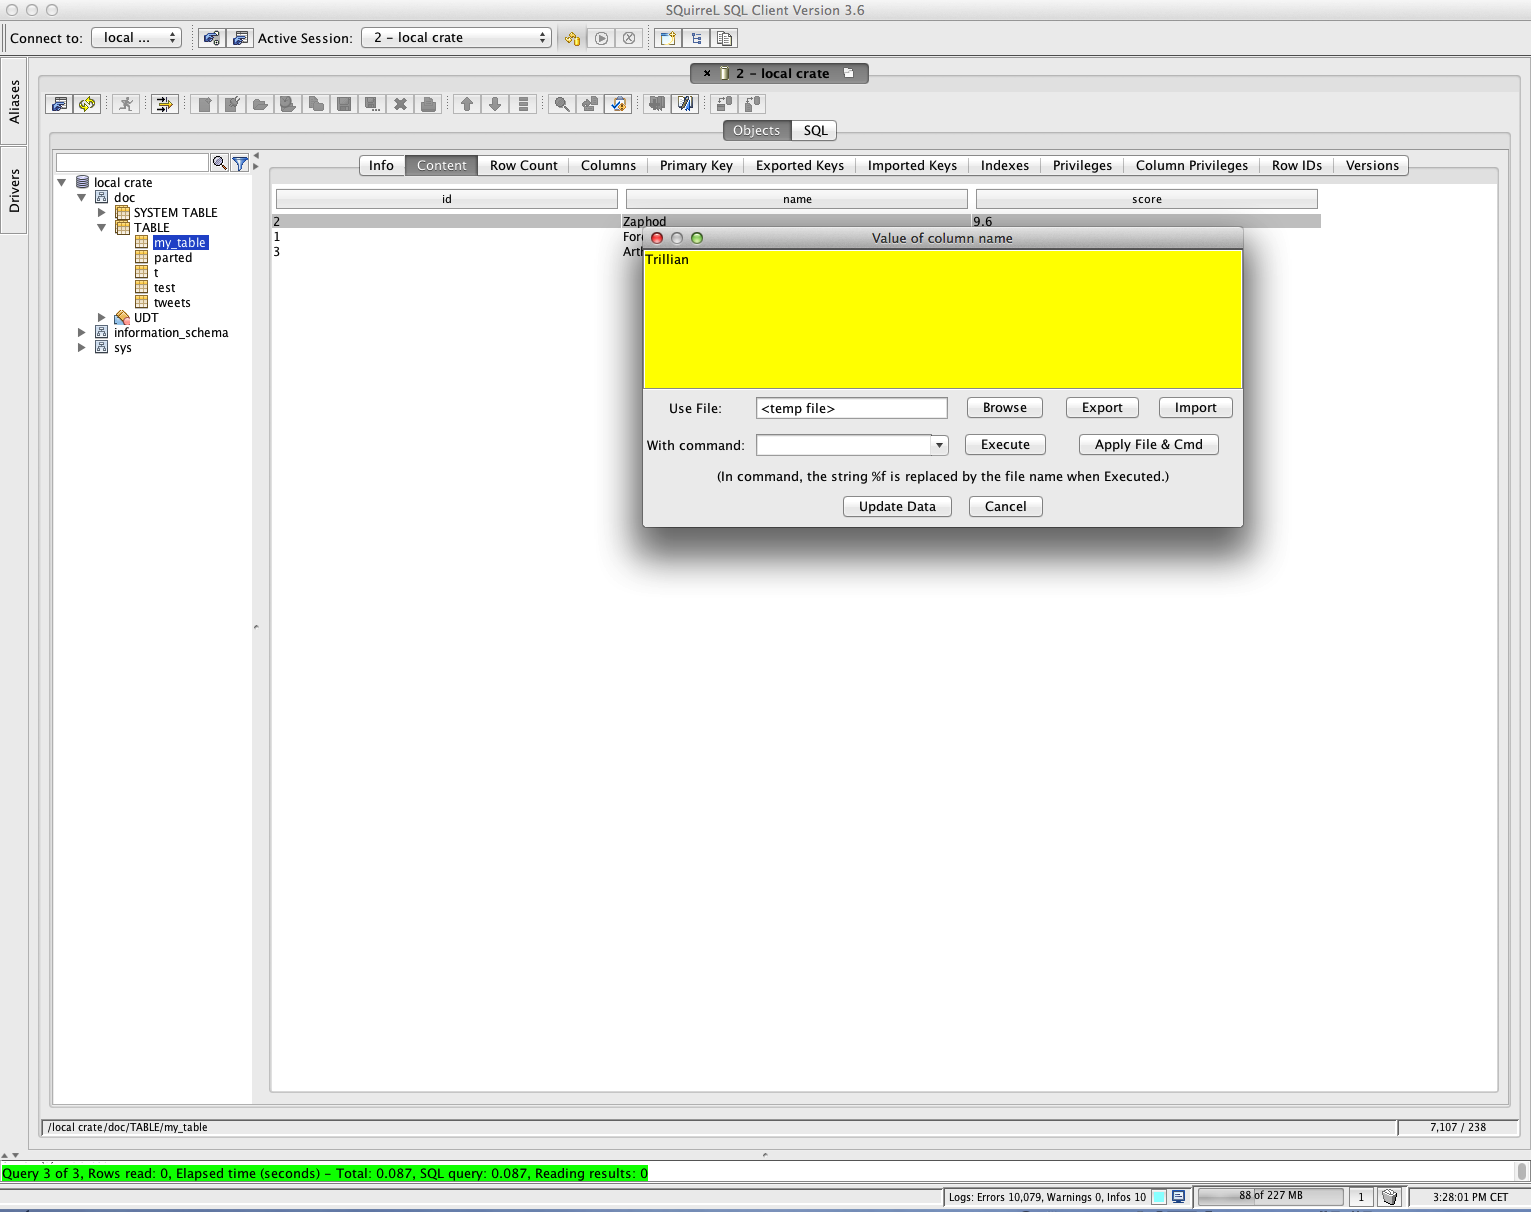 SQuirreL SQL Client Version 3.6
Connect to: local ... Active Session: 2 – local crate
2 – local crate
Aliases
Drivers
Objects SQL
Info Content Row Count Columns Primary Key Exported Keys Imported Keys Indexes Privileges Column Privileges Row IDs Versions
local crate
doc
SYSTEM TABLE
TABLE
my_table
parted
t
test
tweets
UDT
information_schema
sys
id name score
2 Zaphod 9.6
1
3
Value of column name
Trillian
Use File: <temp file> Browse Export Import
With command: Execute Apply File & Cmd
(In command, the string %f is replaced by the file name when Executed.)
Update Data Cancel
/local crate/doc/TABLE/my_table 7,107 / 238
Query 3 of 3, Rows read: 0, Elapsed time (seconds) – Total: 0.087, SQL query: 0.087, Reading results: 0
Logs: Errors 10,079, Warnings 0, Infos 10 88 of 227 MB 1 3:28:01 PM CET